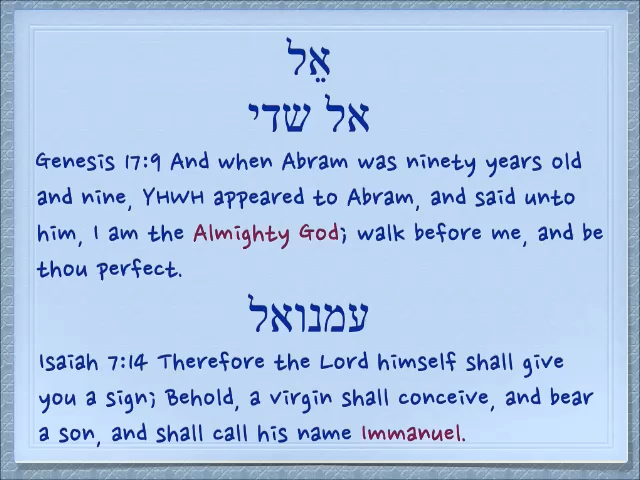 אֵל
אל שדי
Genesis 17:9 And when Abram was ninety years old
and nine, YHWH appeared to Abram, and said unto
him, I am the Almighty God; walk before me, and be
thou perfect.
עמנואל
Isaiah 7:14 Therefore the Lord himself shall give
you a sign; Behold, a virgin shall conceive, and bear
a son, and shall call his name Immanuel.